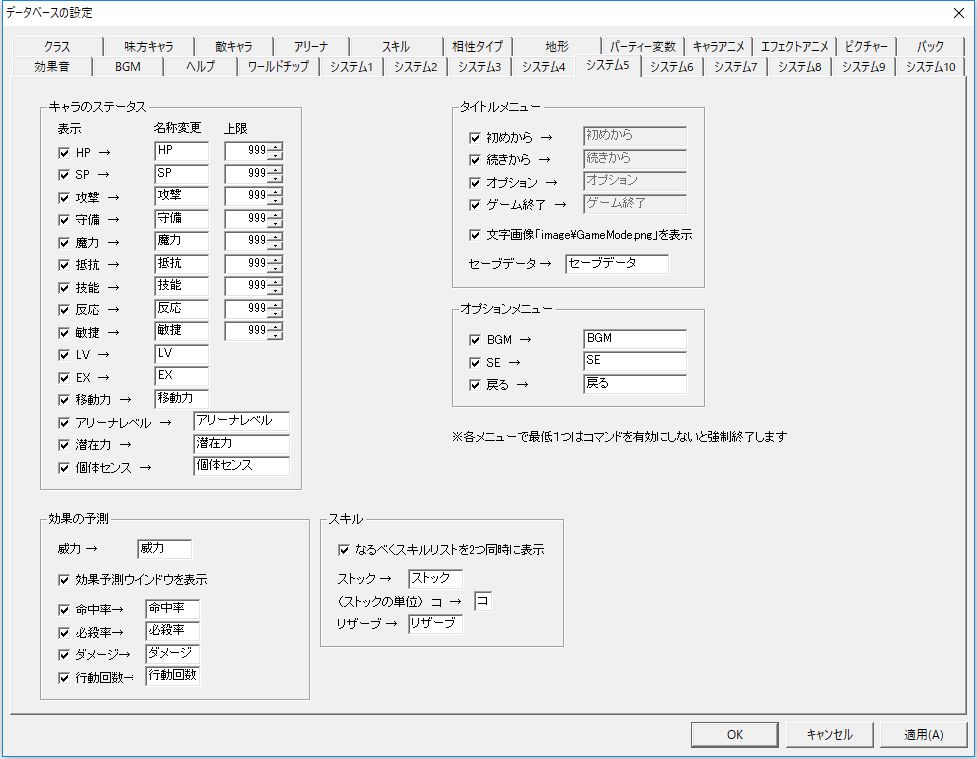 データベースの設定
クラス 味方キャラ 敵キャラ アリーナ スキル 相性タイプ 地形 パーティー変数 キャラアニメ エフェクトアニメ ピクチャー パック
効果音 BGM ヘルプ ワールドチップ システム1 システム2 システム3 システム4 システム5 システム6 システム7 システム8 システム9 システム10
キャラのステータス
表示 名称変更 上限
HP → HP 999
SP → SP 999
攻撃 → 攻撃 999
守備 → 守備 999
魔力 → 魔力 999
抵抗 → 抵抗 999
技能 → 技能 999
反応 → 反応 999
敏捷 → 敏捷 999
LV → LV
EX → EX
移動力 → 移動力
アリーナレベル → アリーナレベル
潜在力 → 潜在力
個体センス → 個体センス
タイトルメニュー
初めから → 初めから
続きから → 続きから
オプション → オプション
ゲーム終了 → ゲーム終了
文字画像「image¥GameMode.png」を表示
セーブデータ → セーブデータ
オプションメニュー
BGM → BGM
SE → SE
戻る → 戻る
※各メニューで最低1つはコマンドを有効にしないと強制終了します
効果の予測
威力 → 威力
効果予測ウインドウを表示
命中率→ 命中率
必殺率→ 必殺率
ダメージ→ ダメージ
行動回数→ 行動回数
スキル
なるべくスキルリストを2つ同時に表示
ストック → ストック
(ストックの単位) コ → コ
リザーブ → リザーブ
OK キャンセル 適用(A)